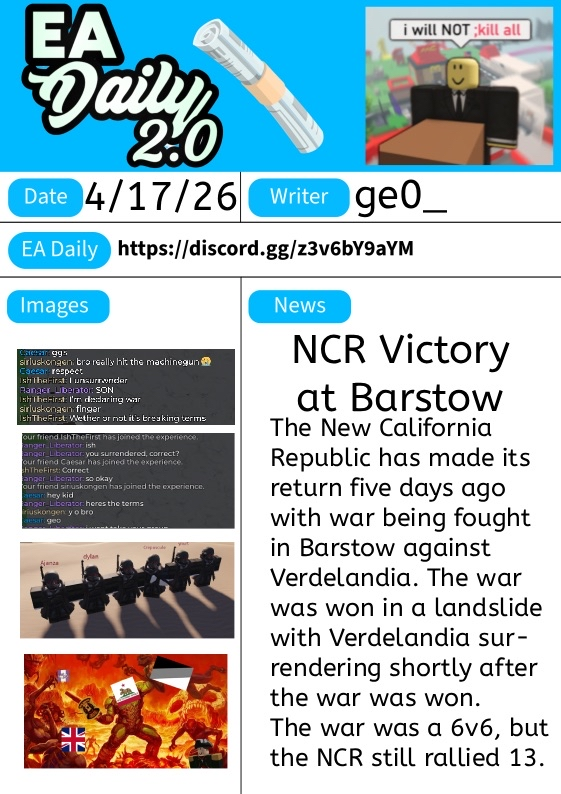 EA
Daily
2.0
i will NOT ;kill all
Date
4/17/26
Writer
ge0_
EA Daily
https://discord.gg/z3v6bY9aYM
Images
News
Caesar: ggs
siriuskongen: bro really hit the machinegun 😭
Caesar: respect
IshTheFirst: I unsurrwnder
Ranger_Liberator: SON
IshTheFirst: I'm declaring war
siriuskongen: finger
IshTheFirst: Wether or not it's breaking terms
Your friend IshTheFirst has joined the experience.
Ranger_Liberator: ish
Ranger_Liberator: you surrendered, correct?
Your friend Caesar has joined the experience.
IshTheFirst: Correct
Ranger_Liberator: so okay
Your friend siriuskongen has joined the experience.
Caesar: hey kid
Ranger_Liberator: heres the terms
siriuskongen: y o bro
Caesar: geo
Ajanza
dylan
NCR Victory
at Barstow
The New California
Republic has made its
return five days ago
with war being fought
in Barstow against
Verdelandia. The war
was won in a landslide
with Verdelandia sur-
rendering shortly after
the war was won.
The war was a 6v6, but
the NCR still rallied 13.